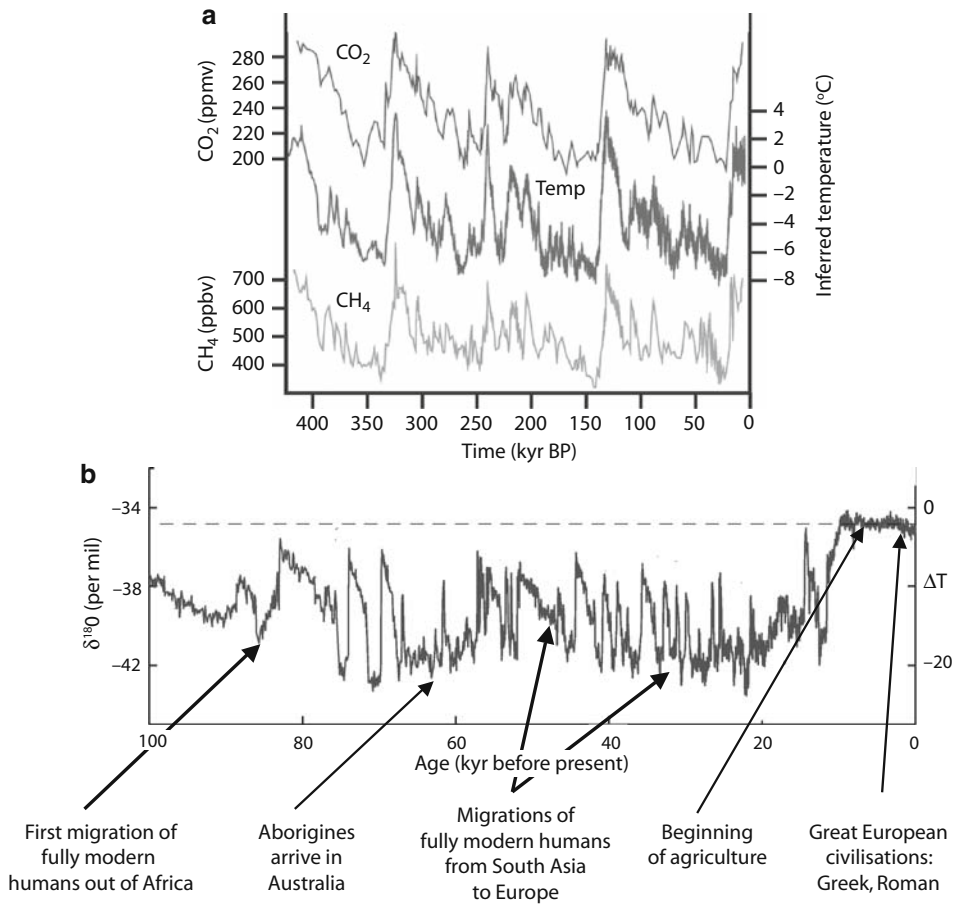 a
CO₂
280
260
240
220
200
CO₂ (ppmv)
4
2
0
−2
−4
−6
−8
Inferred temperature (°C)
Temp
CH₄
700
600
500
400
CH₄ (ppbv)
400 350 300 250 200 150 100 50 0
Time (kyr BP)
b
−34
−38
−42
δ¹⁸0 (per mil)
0
ΔT
−20
100 80 60 40 20 0
Age (kyr before present)
First migration of
fully modern
humans out of Africa
Aborigines
arrive in
Australia
Migrations of
fully modern humans
from South Asia
to Europe
Beginning
of agriculture
Great European
civilisations:
Greek, Roman